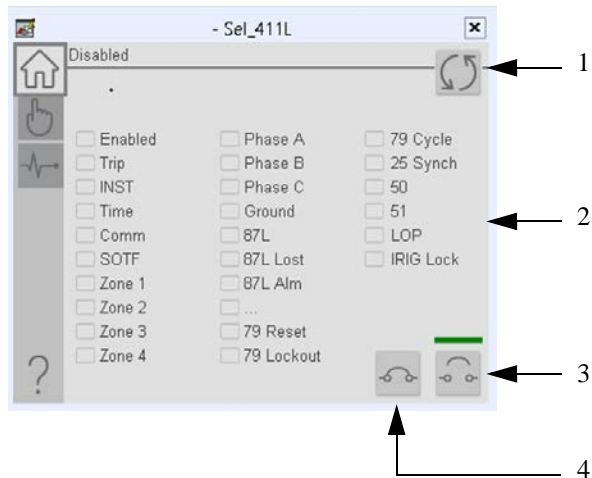 - Sel_411L
Disabled
1
Enabled Phase A 79 Cycle
Trip Phase B 25 Synch
INST Phase C 50
Time Ground 51
2
Comm 87L LOP
SOTF 87L Lost IRIG Lock
Zone 1 87L Alm
Zone 2 ...
Zone 3 79 Reset
Zone 4 79 Lockout
?
3
4